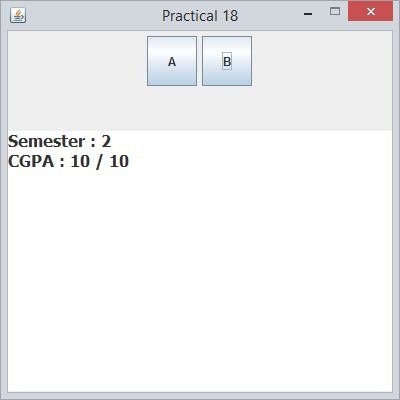 Practical 18
A B
Semester : 2
CGPA : 10 / 10